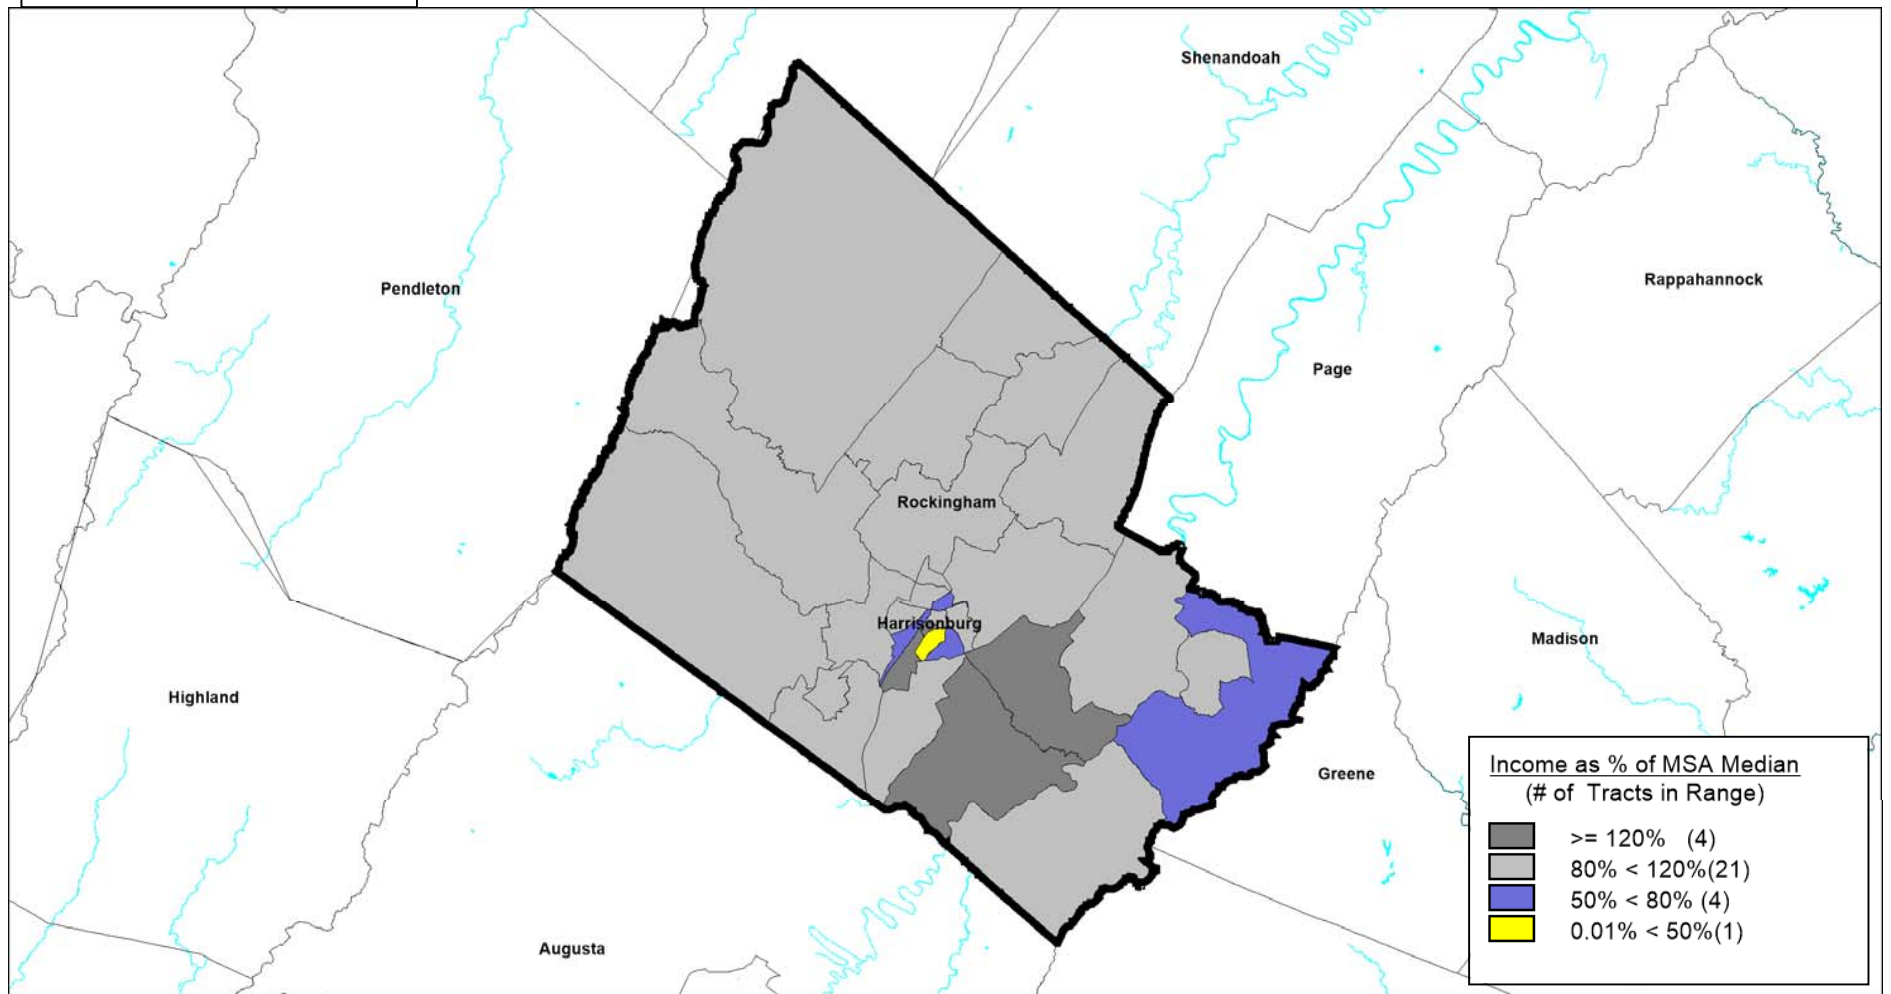 Shenandoah
Pendleton
Rappahannock
Page
Rockingham
Harrisonburg
Madison
Highland
Greene
Augusta
Income as % of MSA Median
(# of Tracts in Range)
>= 120% (4)
80% < 120%(21)
50% < 80% (4)
0.01% < 50%(1)